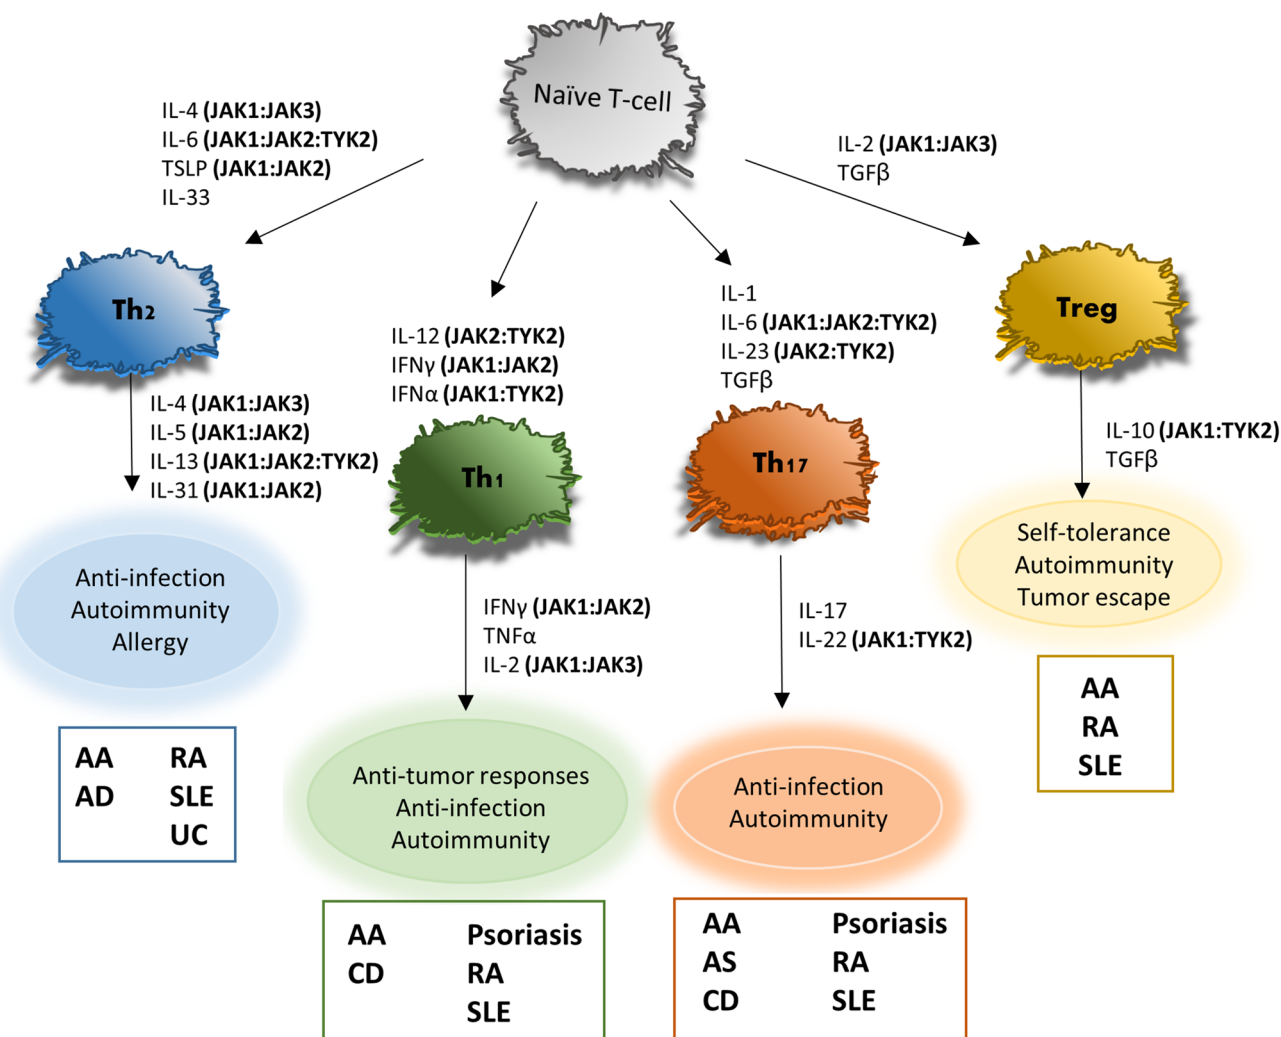 Naïve T-cell
IL-4 (JAK1:JAK3)
IL-6 (JAK1:JAK2:TYK2)
TSLP (JAK1:JAK2)
IL-33
IL-2 (JAK1:JAK3)
TGFβ
Th2
IL-12 (JAK2:TYK2)
IFNγ (JAK1:JAK2)
IFNα (JAK1:TYK2)
IL-1
IL-6 (JAK1:JAK2:TYK2)
IL-23 (JAK2:TYK2)
TGFβ
Treg
IL-4 (JAK1:JAK3)
IL-5 (JAK1:JAK2)
IL-13 (JAK1:JAK2:TYK2)
IL-31 (JAK1:JAK2)
Th1
Th17
IL-10 (JAK1:TYK2)
TGFβ
Anti-infection
Autoimmunity
Allergy
IFNγ (JAK1:JAK2)
TNFα
IL-2 (JAK1:JAK3)
IL-17
IL-22 (JAK1:TYK2)
Self-tolerance
Autoimmunity
Tumor escape
AA RA
AD SLE
UC
Anti-tumor responses
Anti-infection
Autoimmunity
Anti-infection
Autoimmunity
AA
RA
SLE
AA Psoriasis
CD RA
SLE
AA Psoriasis
AS RA
CD SLE